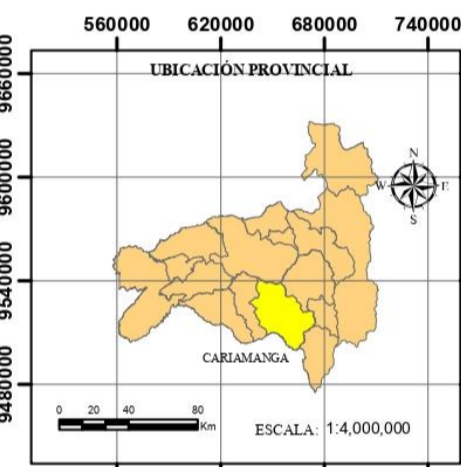 560000 620000 680000 740000
UBICACIÓN PROVINCIAL
9660000
9600000
9540000
9480000
N
W E
S
CARIAMANGA
0 20 40 80
Km
ESCALA: 1:4,000,000